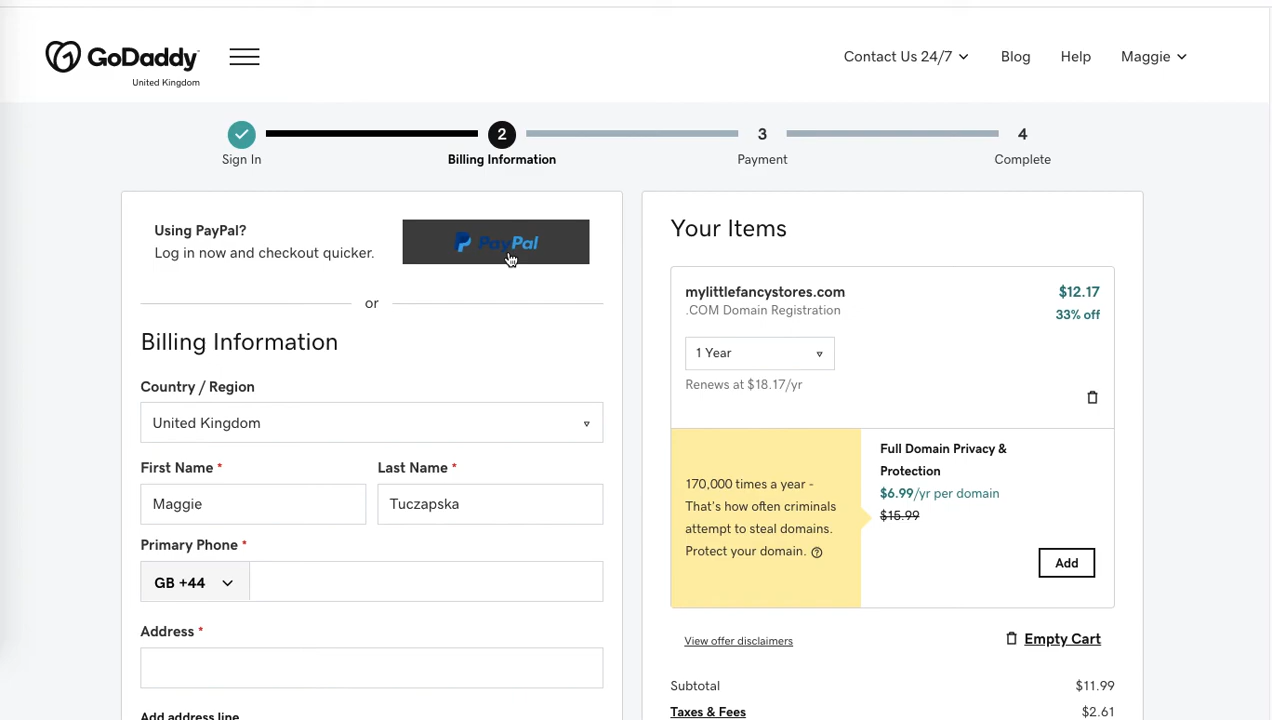 GoDaddy
United Kingdom
Contact Us 24/7
Blog
Help
Maggie
2
3
4
Sign In
Billing Information
Payment
Complete
Using PayPal?
Log in now and checkout quicker.
PayPal
or
Billing Information
Country / Region
United Kingdom
First Name *
Last Name *
Maggie
Tuczapska
Primary Phone *
GB +44
Address *
Add address line
Your Items
mylittlefancystores.com
$12.17
.COM Domain Registration
33% off
1 Year
Renews at $18.17/yr
170,000 times a year -
That's how often criminals
attempt to steal domains.
Protect your domain. ?
Full Domain Privacy &
Protection
$6.99/yr per domain
$15.99
Add
View offer disclaimers
Empty Cart
Subtotal
$11.99
Taxes & Fees
$2.61